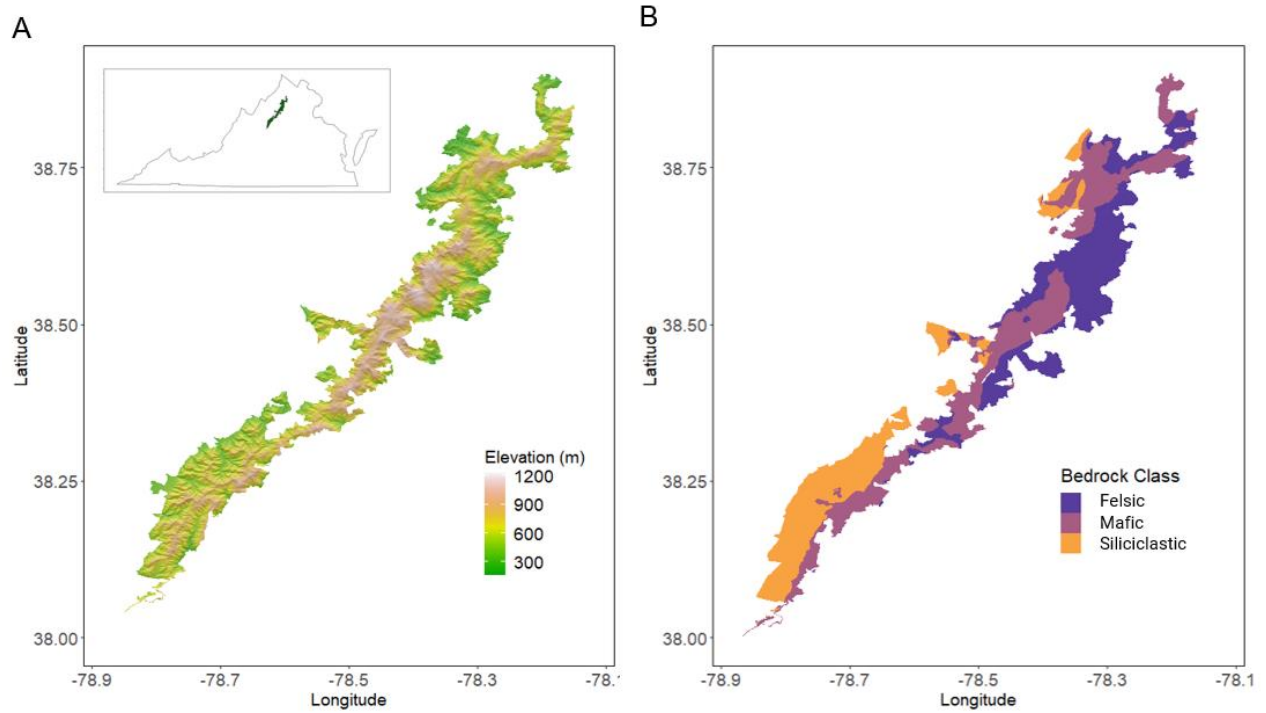 A
B
38.75
38.50
38.25
38.00
Latitude
-78.9
-78.7
-78.5
-78.3
-78.1
Longitude
Elevation (m)
1200
900
600
300
38.75
38.50
38.25
38.00
Latitude
-78.9
-78.7
-78.5
-78.3
-78.1
Longitude
Bedrock Class
Felsic
Mafic
Siliciclastic